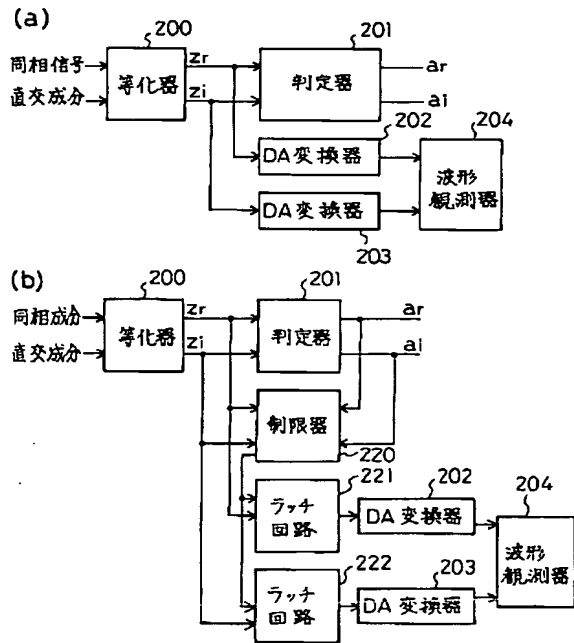 (a)
200
201
同相信号
直交成分
等化器
zr
zi
判定器
ar
ai
202
204
DA変換器
DA変換器
波形
観測器
203
(b)
200
201
同相成分
直交成分
等化器
zr
zi
判定器
ar
ai
制限器
220
221
202
204
ラッチ
回路
DA変換器
222
203
ラッチ
回路
DA変換器
波形
観測器